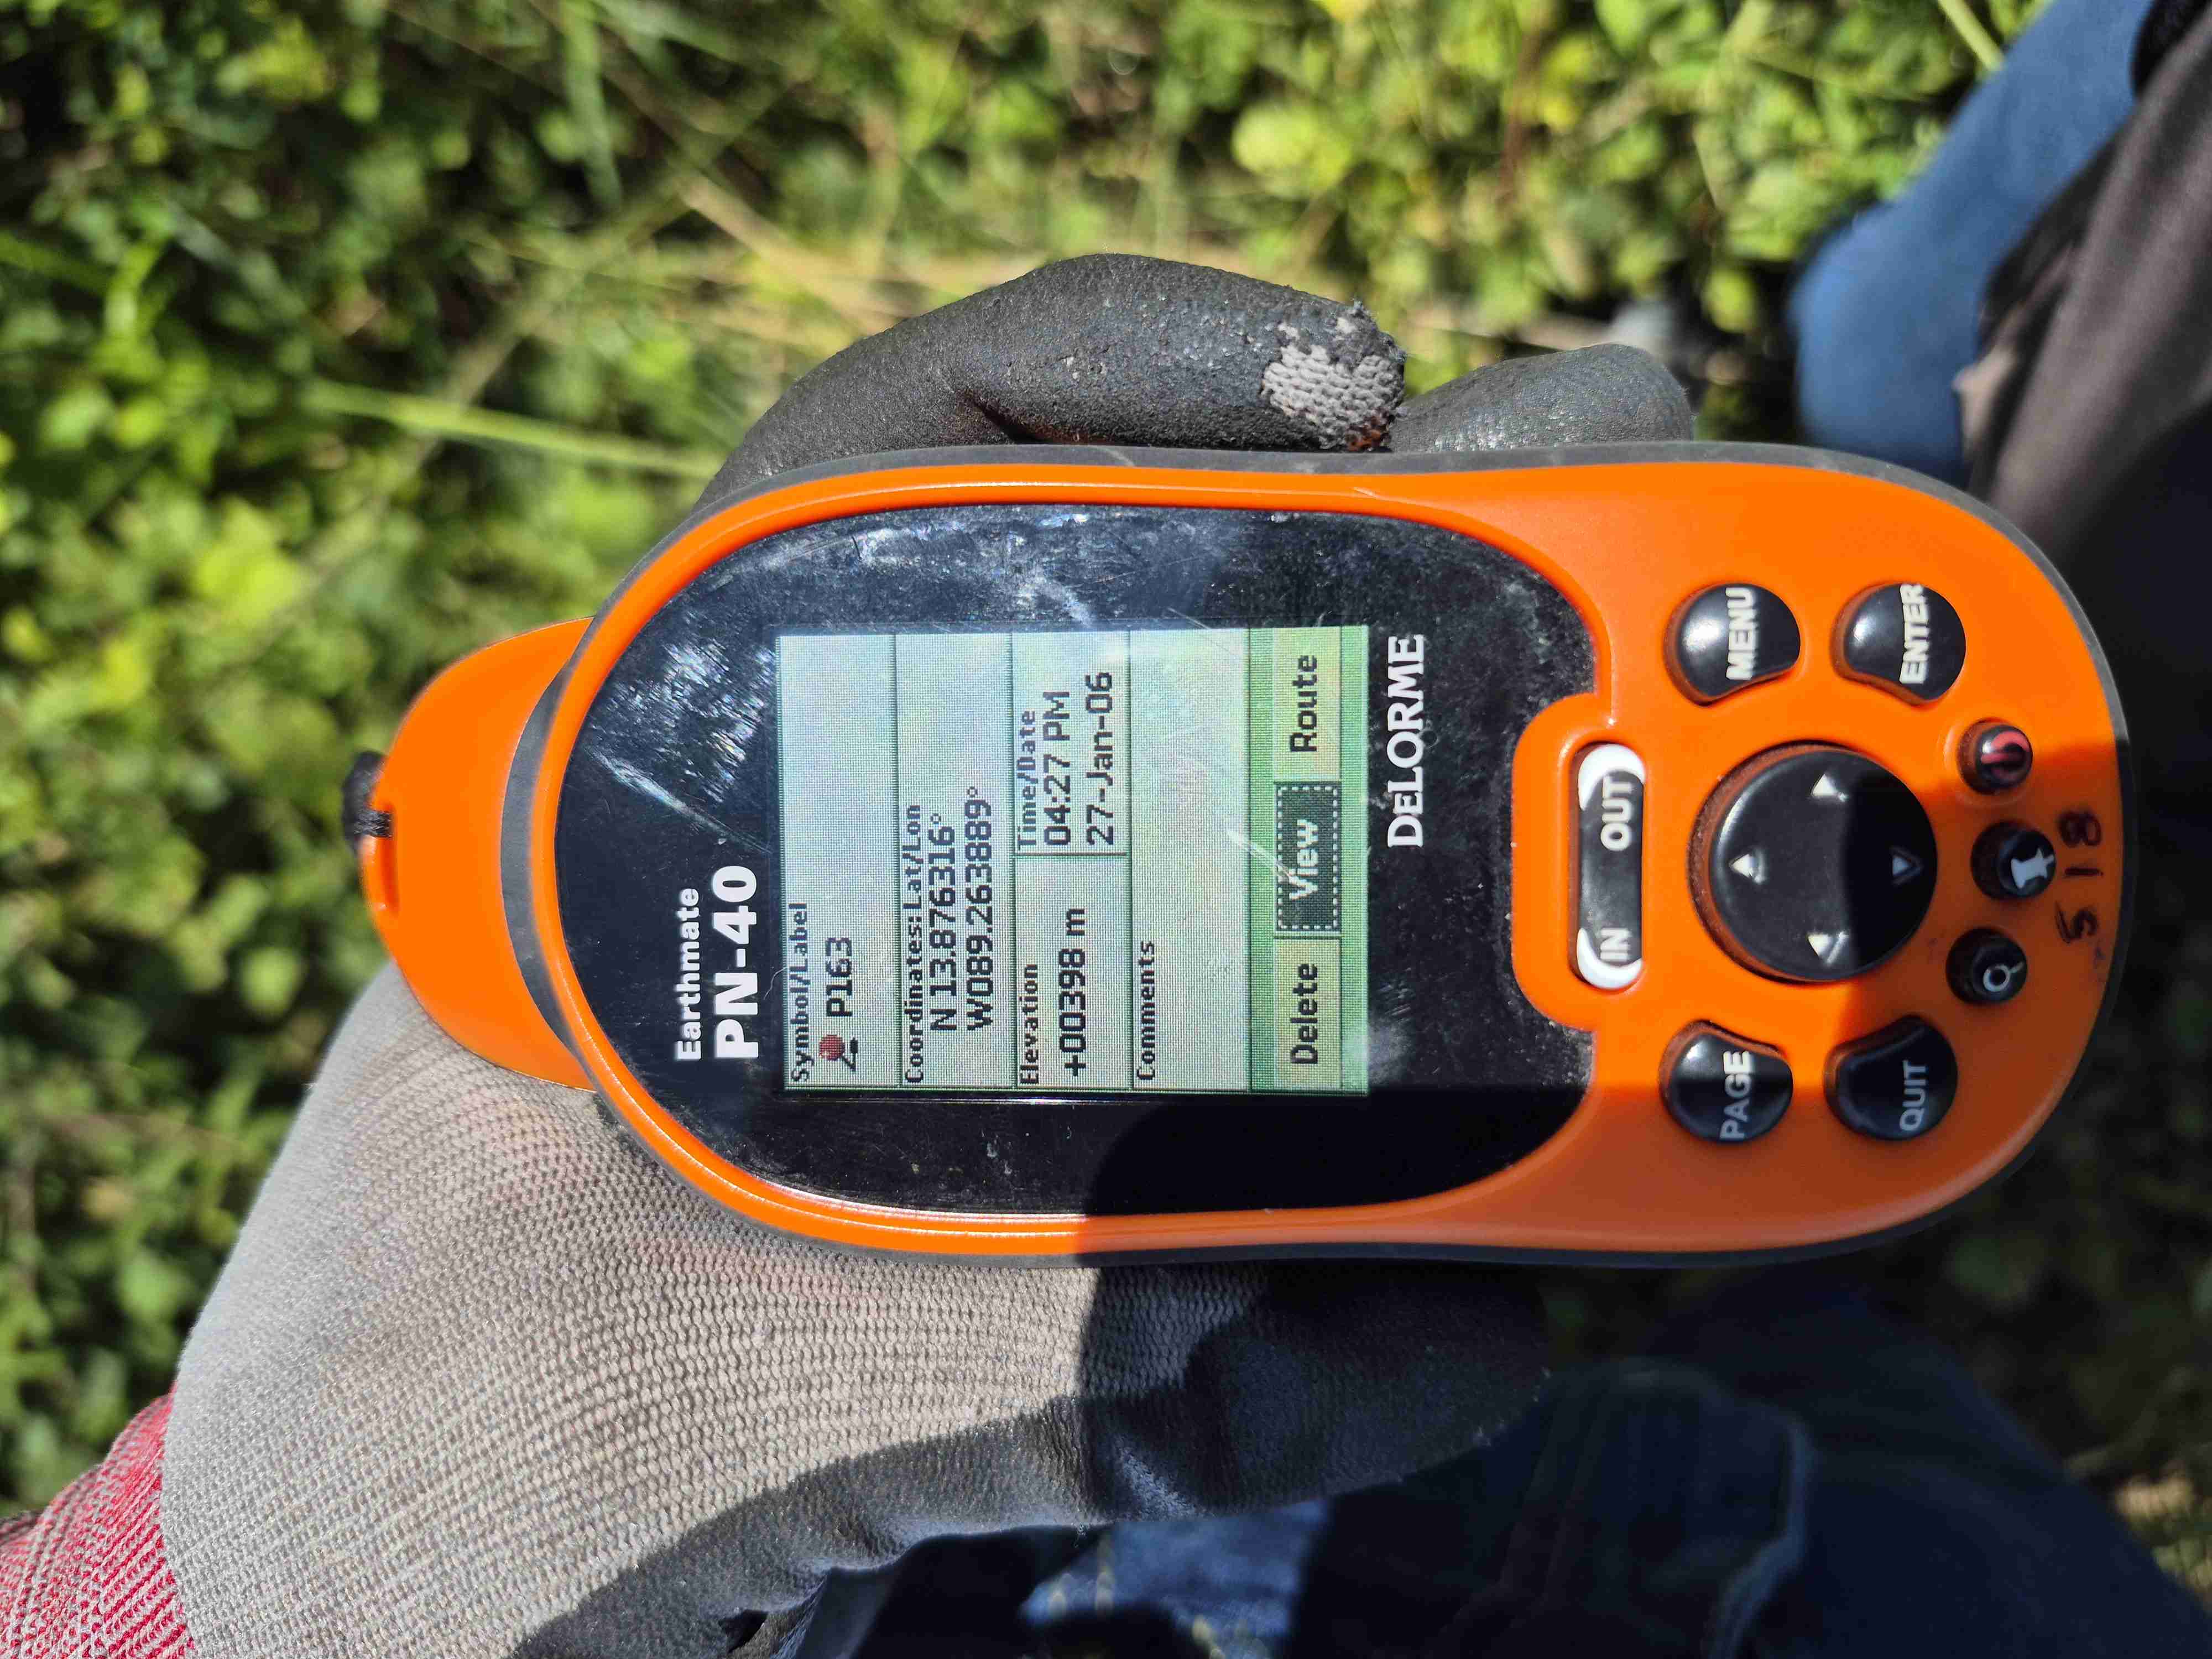 Earthmate
PN-40
Symbol/Label
P163
Coordinates:Lat/Lon
N 13.876316°
W089.263889°
Elevation
+00398 m
Time/Date
04:27 PM
27-Jan-06
Comments
Delete View Route
DELORME
IN OUT
PAGE MENU
QUIT ENTER
518